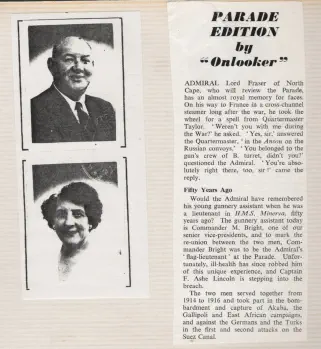 PARADE
EDITION
by
"Onlooker"
ADMIRAL Lord Fraser of North
Cape, who will review the Parade,
has an almost royal memory for faces.
On his way to France in a cross-channel
steamer long after the war, he took the
wheel for a spell from Quartermaster
Taylor. 'Weren't you with me during
the War?' he asked. 'Yes, sir,' answered
the Quartermaster, 'in the Anson on the
Russian convoys.' 'You belonged to the
gun's crew of B. turret, didn't you?'
questioned the Admiral. 'You're abso-
lutely right there, too, sir!' came the
reply.
Fifty Years Ago
Would the Admiral have remembered
his young gunnery assistant when he was
a lieutenant in H.M.S. Minerva, fifty
years ago? The gunnery assistant today
is Commander M. Bright, one of our
senior vice-presidents, and to mark the
re-union between the two men, Com-
mander Bright was to be the Admiral's
'flag-lieutenant' at the Parade. Unfor-
tunately, ill-health has since robbed him
of this unique experience, and Captain
F. Ashe Lincoln is stepping into the
breach.
The two men served together from
1914 to 1916 and took part in the bom-
bardment and capture of Akaba, the
Gallipoli and East African campaigns,
and against the Germans and the Turks
in the first and second attacks on the
Suez Canal.